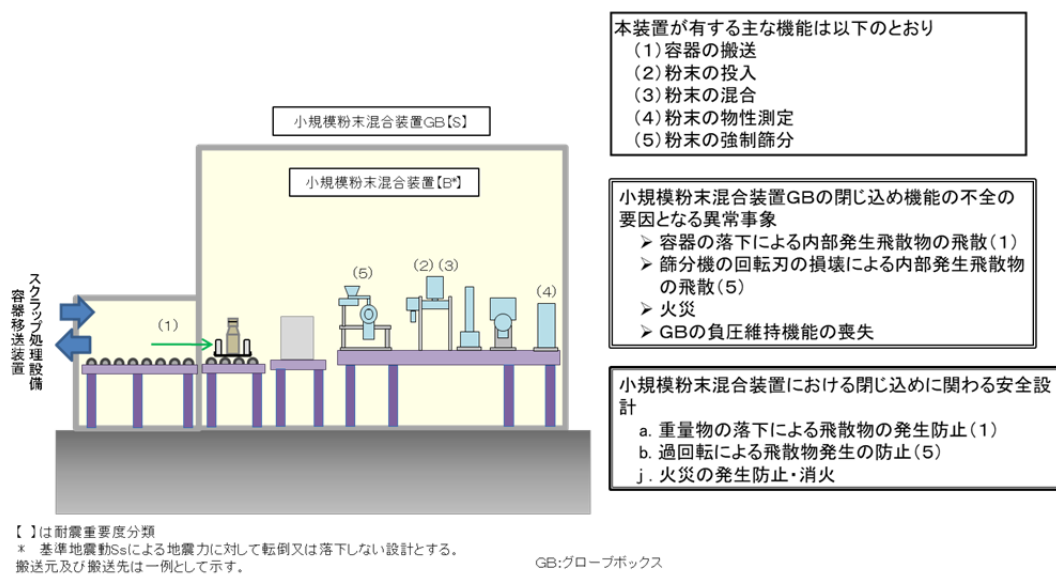 小規模粉末混合装置GB【S】
小規模粉末混合装置【B*】
スクラップ処理設備
容器移送装置
(1)
(5)
(2)(3)
(4)
本装置が有する主な機能は以下のとおり
(1)容器の搬送
(2)粉末の投入
(3)粉末の混合
(4)粉末の物性測定
(5)粉末の強制篩分
小規模粉末混合装置GBの閉じ込め機能の不全の
要因となる異常事象
➢ 容器の落下による内部発生飛散物の飛散(1)
➢ 篩分機の回転刃の損壊による内部発生飛散物
の飛散(5)
➢ 火災
➢ GBの負圧維持機能の喪失
小規模粉末混合装置における閉じ込めに関わる安全設
計
a. 重量物の落下による飛散物の発生防止(1)
b. 過回転による飛散物発生の防止(5)
j. 火災の発生防止・消火
【 】は耐震重要度分類
* 基準地震動Ssによる地震力に対して転倒又は落下しない設計とする。
搬送元及び搬送先は一例として示す。
GB:グローブボックス